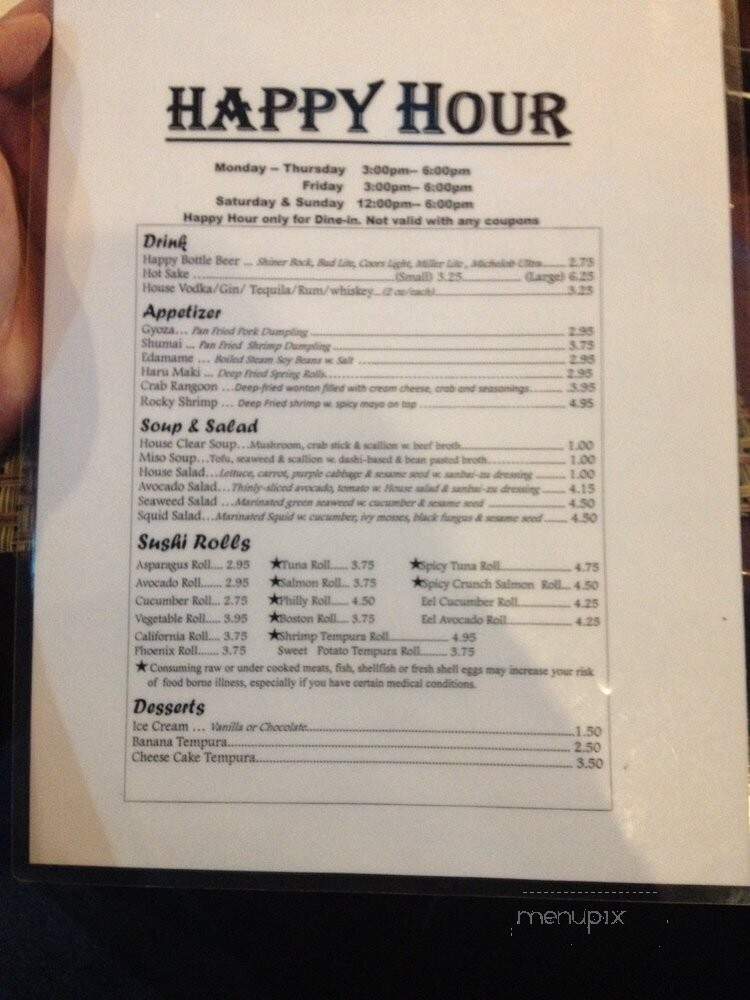 HAPPY HOUR
Monday – Thursday 3:00pm– 6:00pm
Friday 3:00pm– 6:00pm
Saturday & Sunday 12:00pm– 6:00pm
Happy Hour only for Dine-in. Not valid with any coupons
Drink
Happy Bottle Beer ... Shiner Bock, Bud Lite, Coors Light, Miller Lite , Michelob Ultra...... 2.75
Hot Sake ..........(Small) 3.25.......... (Large) 6.25
House Vodka/Gin/ Tequila/Rum/whiskey...(2 oz/each).......... 3.25
Appetizer
Gyoza... Pan Fried Pork Dumpling .......... 2.95
Shumai ... Pan Fried Shrimp Dumpling .......... 3.75
Edamame ... Boiled Steam Soy Beans w. Salt .......... 2.95
Haru Maki ... Deep Fried Spring Rolls.......... 2.95
Crab Rangoon ...Deep-fried wonton filled with cream cheese, crab and seasonings........ 3.95
Rocky Shrimp ... Deep Fried shrimp w. spicy mayo on top .......... 4.95
Soup & Salad
House Clear Soup...Mushroom, crab stick & scallion w. beef broth.......... 1.00
Miso Soup...Tofu, seaweed & scallion w. dashi-based & bean pasted broth.......... 1.00
House Salad...Lettuce, carrot, purple cabbage & sesame seed w. sanbai-zu dressing ...... 1.00
Avocado Salad...Thinly-sliced avocado, tomato w. House salad & sanbai-zu dressing ...... 4.15
Seaweed Salad ...Marinated green seaweed w. cucumber & sesame seed .......... 4.50
Squid Salad...Marinated Squid w. cucumber, ivy mosses, black fungus & sesame seed ...... 4.50
Sushi Rolls
Asparagus Roll..... 2.95 ★Tuna Roll...... 3.75 ★Spicy Tuna Roll.......... 4.75
Avocado Roll...... 2.95 ★Salmon Roll... 3.75 ★Spicy Crunch Salmon Roll... 4.50
Cucumber Roll... 2.75 ★Philly Roll..... 4.50 Eel Cucumber Roll.......... 4.25
Vegetable Roll..... 3.95 ★Boston Roll.... 3.75 Eel Avocado Roll.......... 4.25
California Roll.... 3.75 ★Shrimp Tempura Roll.......... 4.95
Phoenix Roll...... 3.75 Sweet Potato Tempura Roll........ 3.75
★ Consuming raw or under cooked meats, fish, shellfish or fresh shell eggs may increase your risk
of food borne illness, especially if you have certain medical conditions.
Desserts
Ice Cream ... Vanilla or Chocolate..........1.50
Banana Tempura.......... 2.50
Cheese Cake Tempura.......... 3.50
menupix